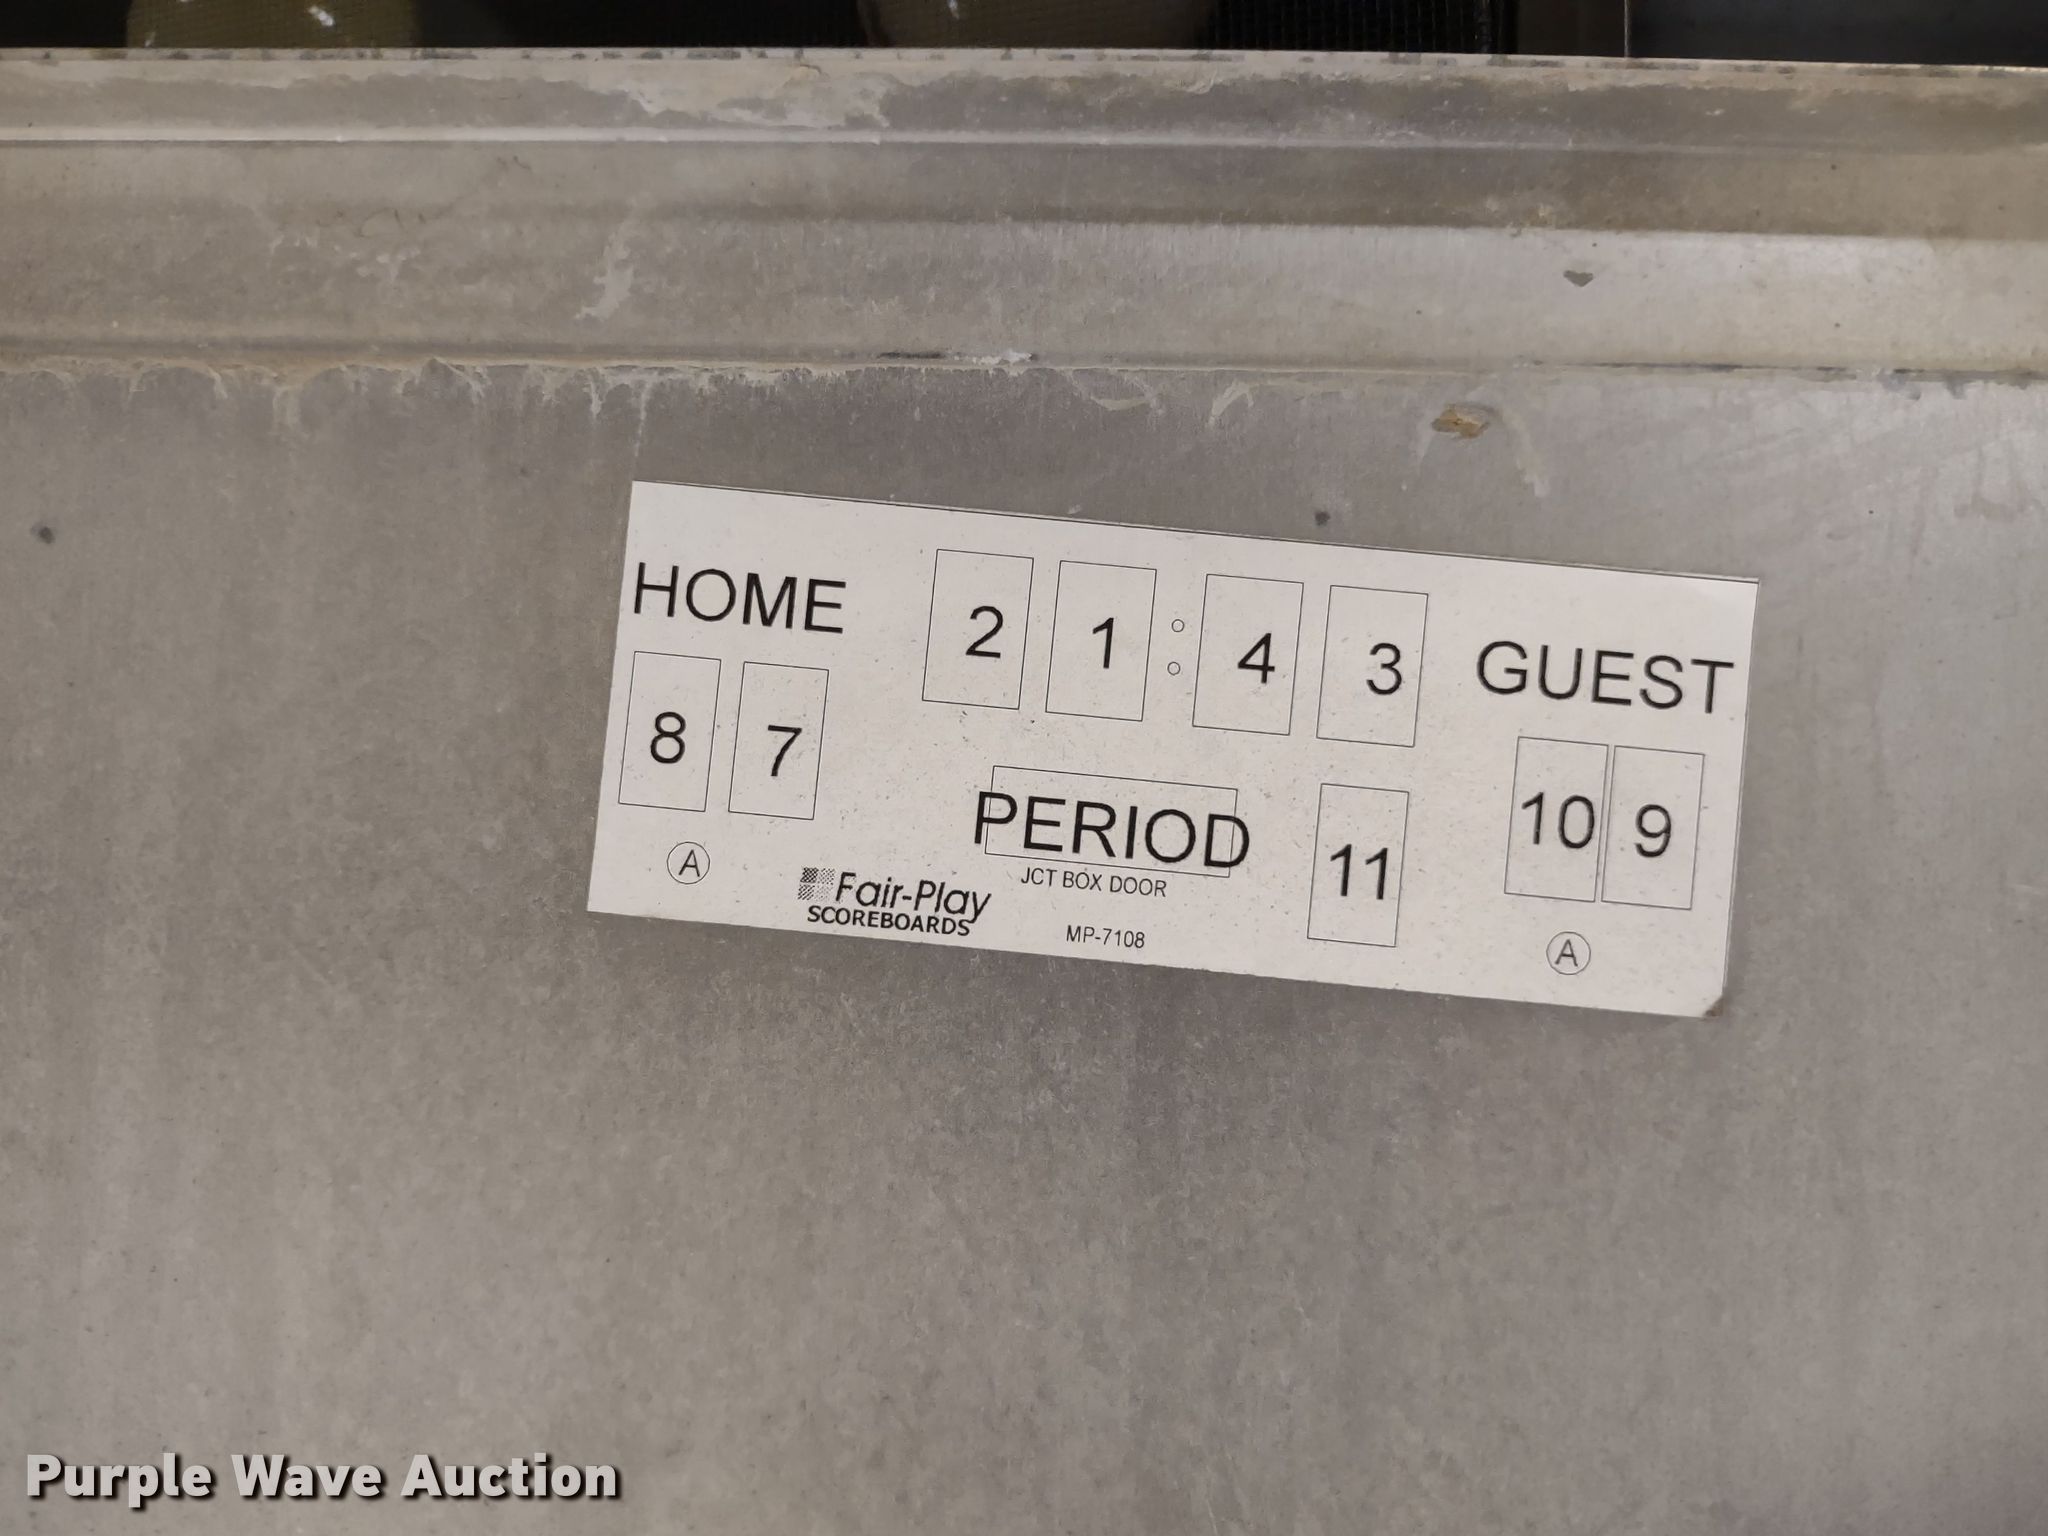 HOME 2 1 : 4 3 GUEST
8 7 10 9
PERIOD 11
JCT BOX DOOR
A A
Fair-Play
SCOREBOARDS
MP-7108
Purple Wave Auction